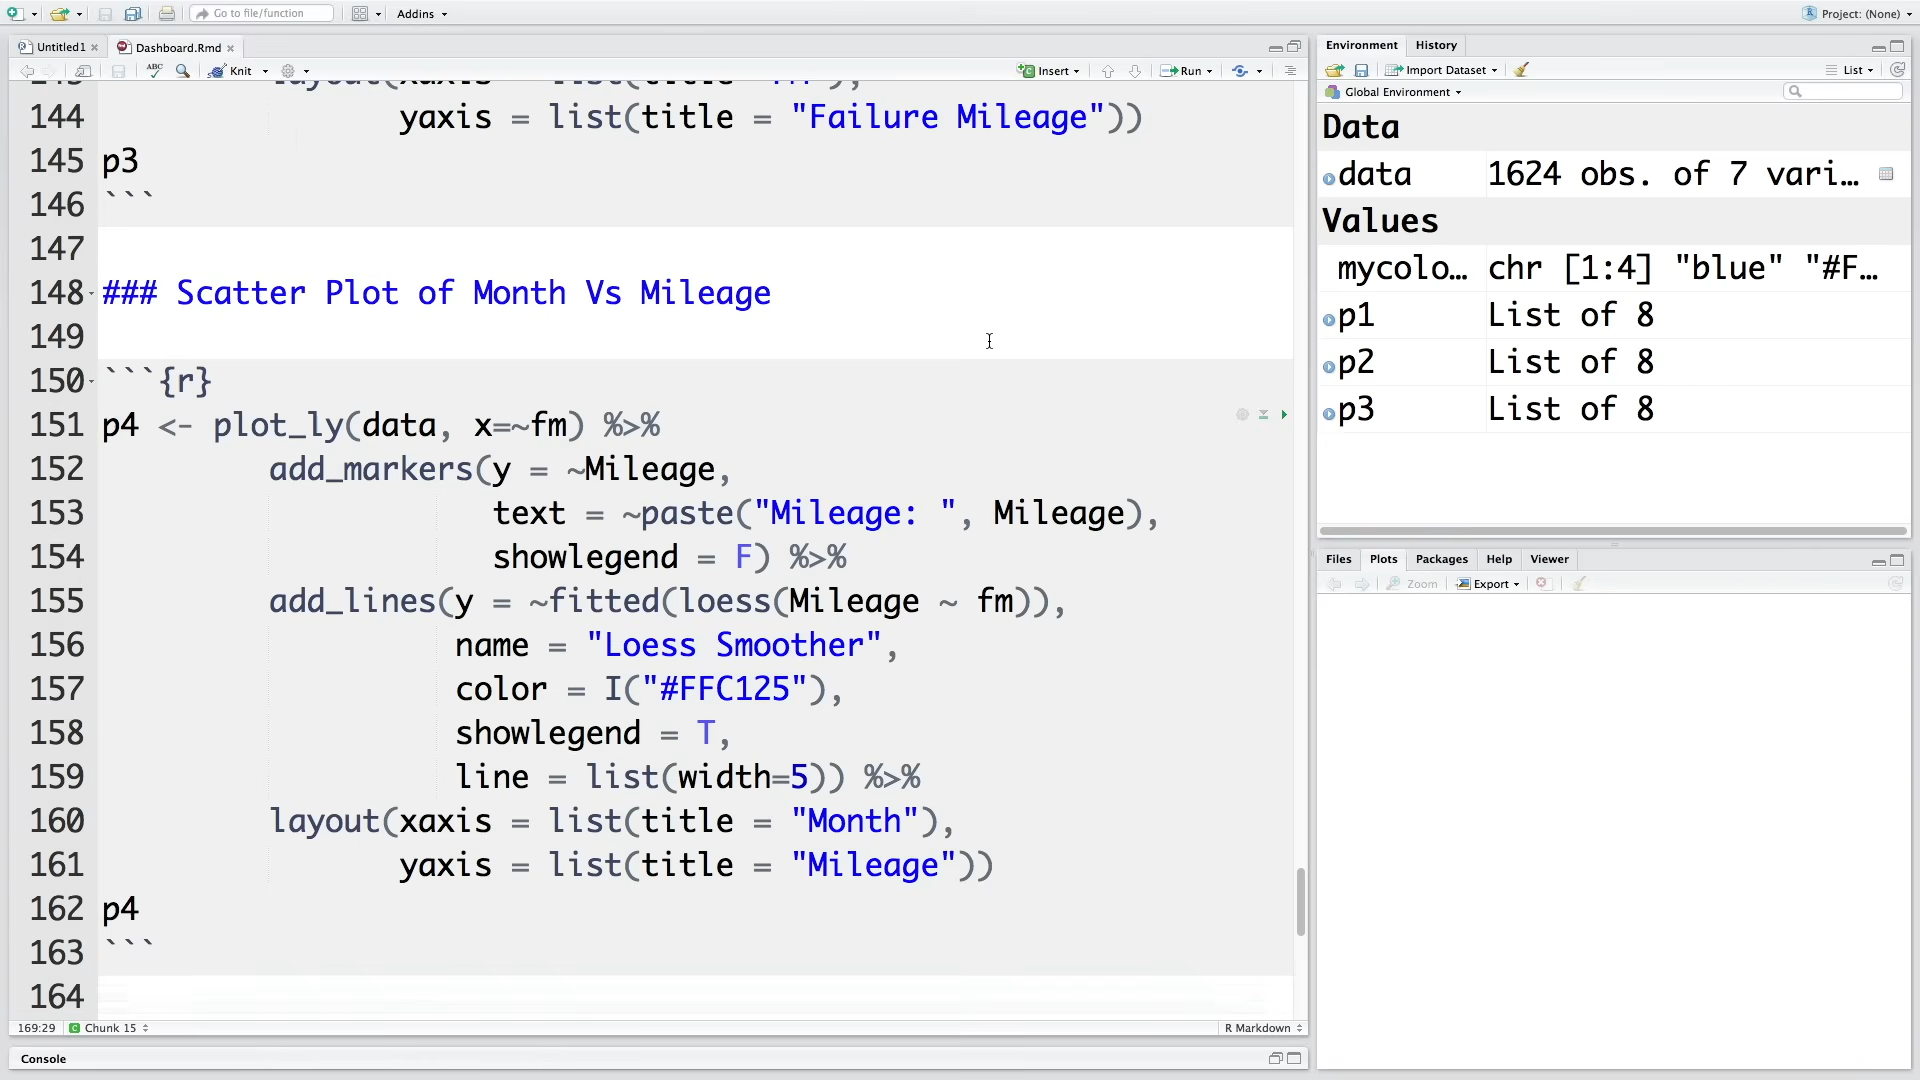 Go to file/function
Addins
Project: (None)
Untitled1
Dashboard.Rmd
ABC
Knit
Insert
Run
144 yaxis = list(title = "Failure Mileage"))
145 p3
146 ```
147
148 ### Scatter Plot of Month Vs Mileage
149
150 ```{r}
151 p4 <- plot_ly(data, x=~fm) %>%
152 add_markers(y = ~Mileage,
153 text = ~paste("Mileage: ", Mileage),
154 showlegend = F) %>%
155 add_lines(y = ~fitted(loess(Mileage ~ fm)),
156 name = "Loess Smoother",
157 color = I("#FFC125"),
158 showlegend = T,
159 line = list(width=5)) %>%
160 layout(xaxis = list(title = "Month"),
161 yaxis = list(title = "Mileage"))
162 p4
163 ```
164
169:29
C Chunk 15
R Markdown
Console
Environment
History
Import Dataset
List
Global Environment
Data
data 1624 obs. of 7 vari…
Values
mycolo… chr [1:4] "blue" "#F…
p1 List of 8
p2 List of 8
p3 List of 8
Files
Plots
Packages
Help
Viewer
Zoom
Export